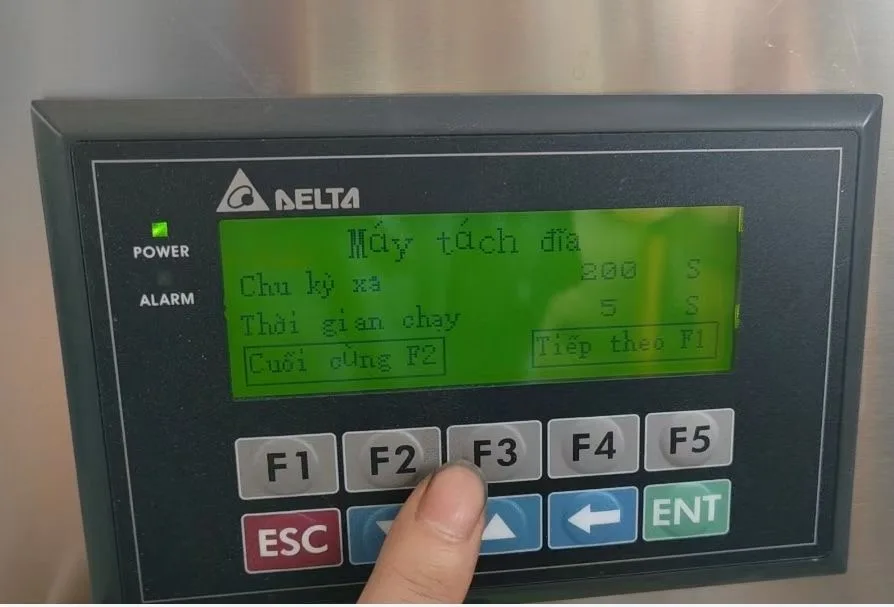 DELTA
POWER
ALARM
Máy tách đĩa
Chu kỳ xả 200 S
Thời gian chạy 5 S
Cuối cùng F2 Tiếp theo F1
F1 F2 F3 F4 F5
ESC ENT